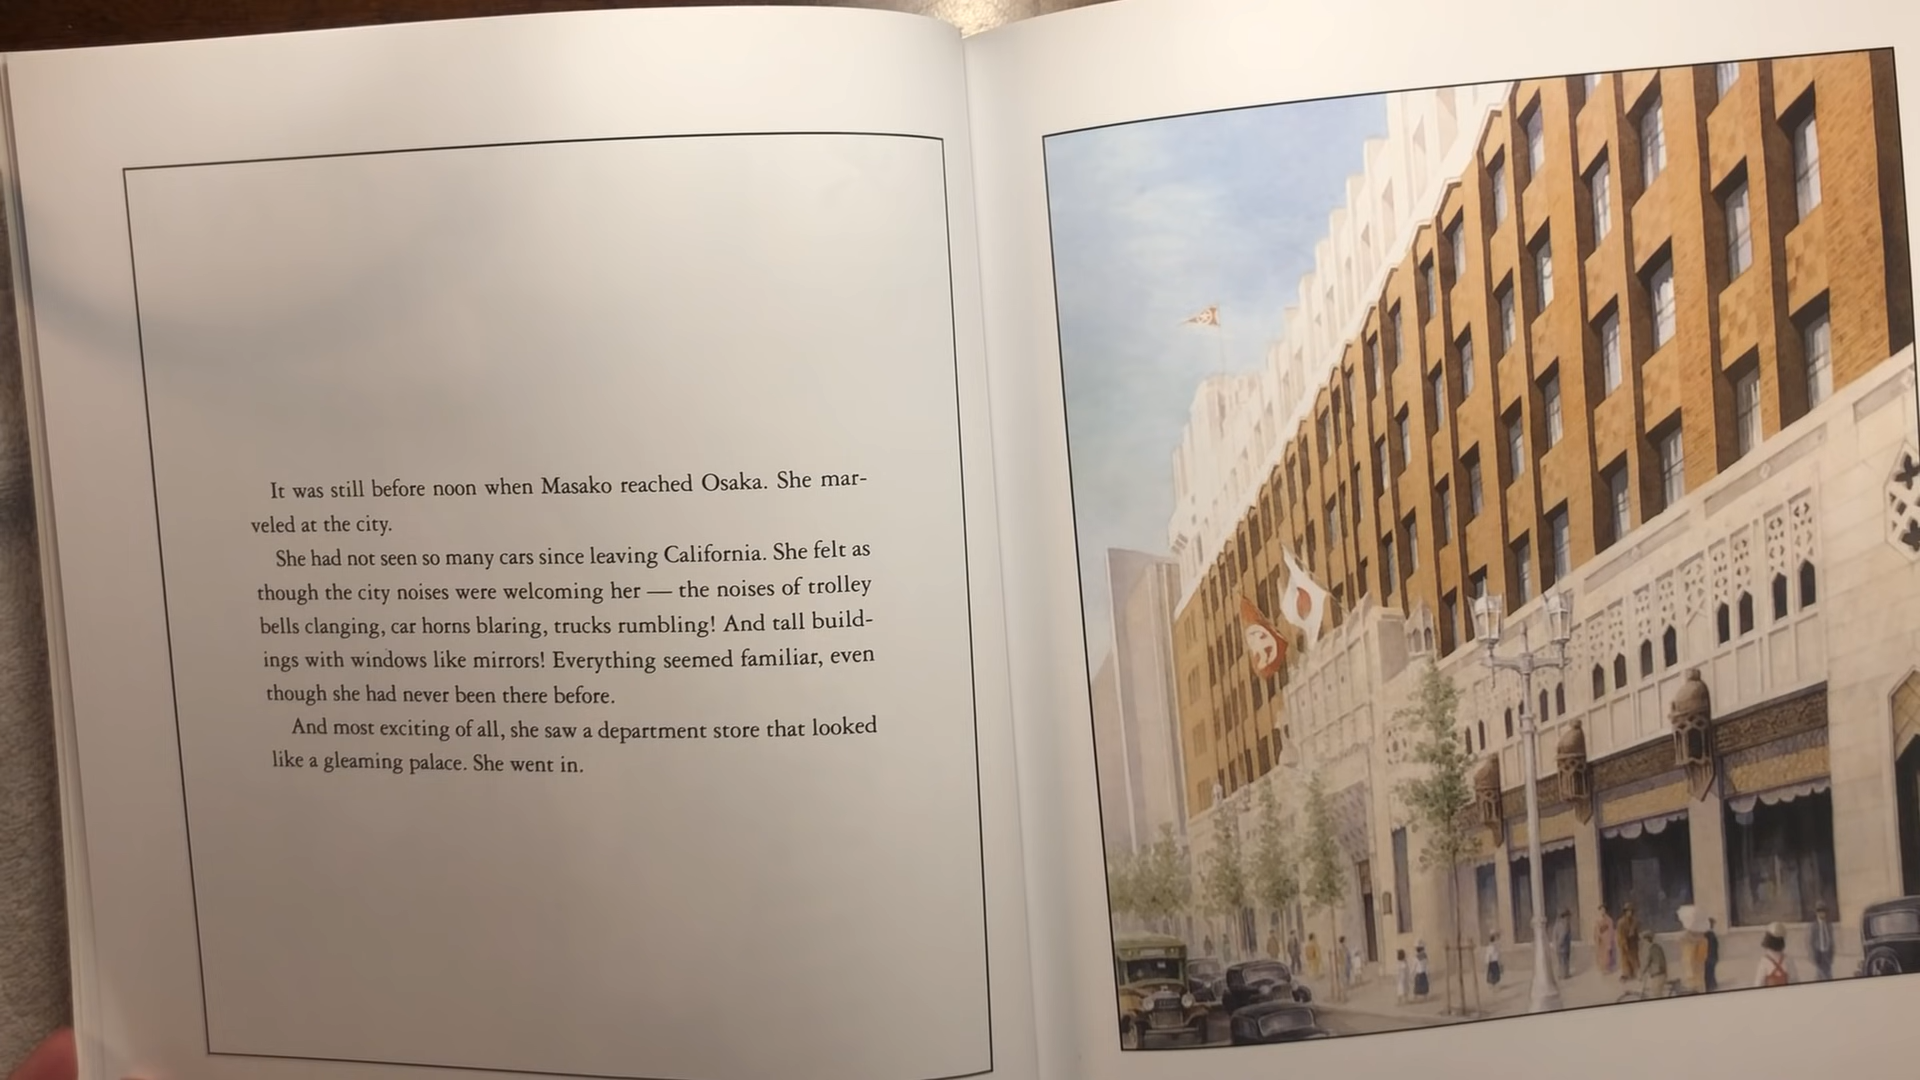 It was still before noon when Masako reached Osaka. She mar-
veled at the city.
She had not seen so many cars since leaving California. She felt as
though the city noises were welcoming her — the noises of trolley
bells clanging, car horns blaring, trucks rumbling! And tall build-
ings with windows like mirrors! Everything seemed familiar, even
though she had never been there before.
And most exciting of all, she saw a department store that looked
like a gleaming palace. She went in.